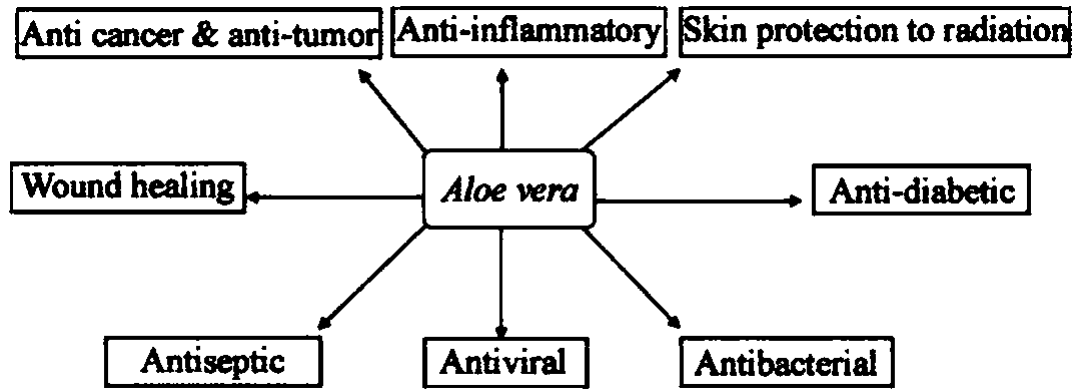 Anti cancer & anti-tumor
Anti-inflammatory
Skin protection to radiation
Wound healing
Aloe vera
Anti-diabetic
Antiseptic
Antiviral
Antibacterial